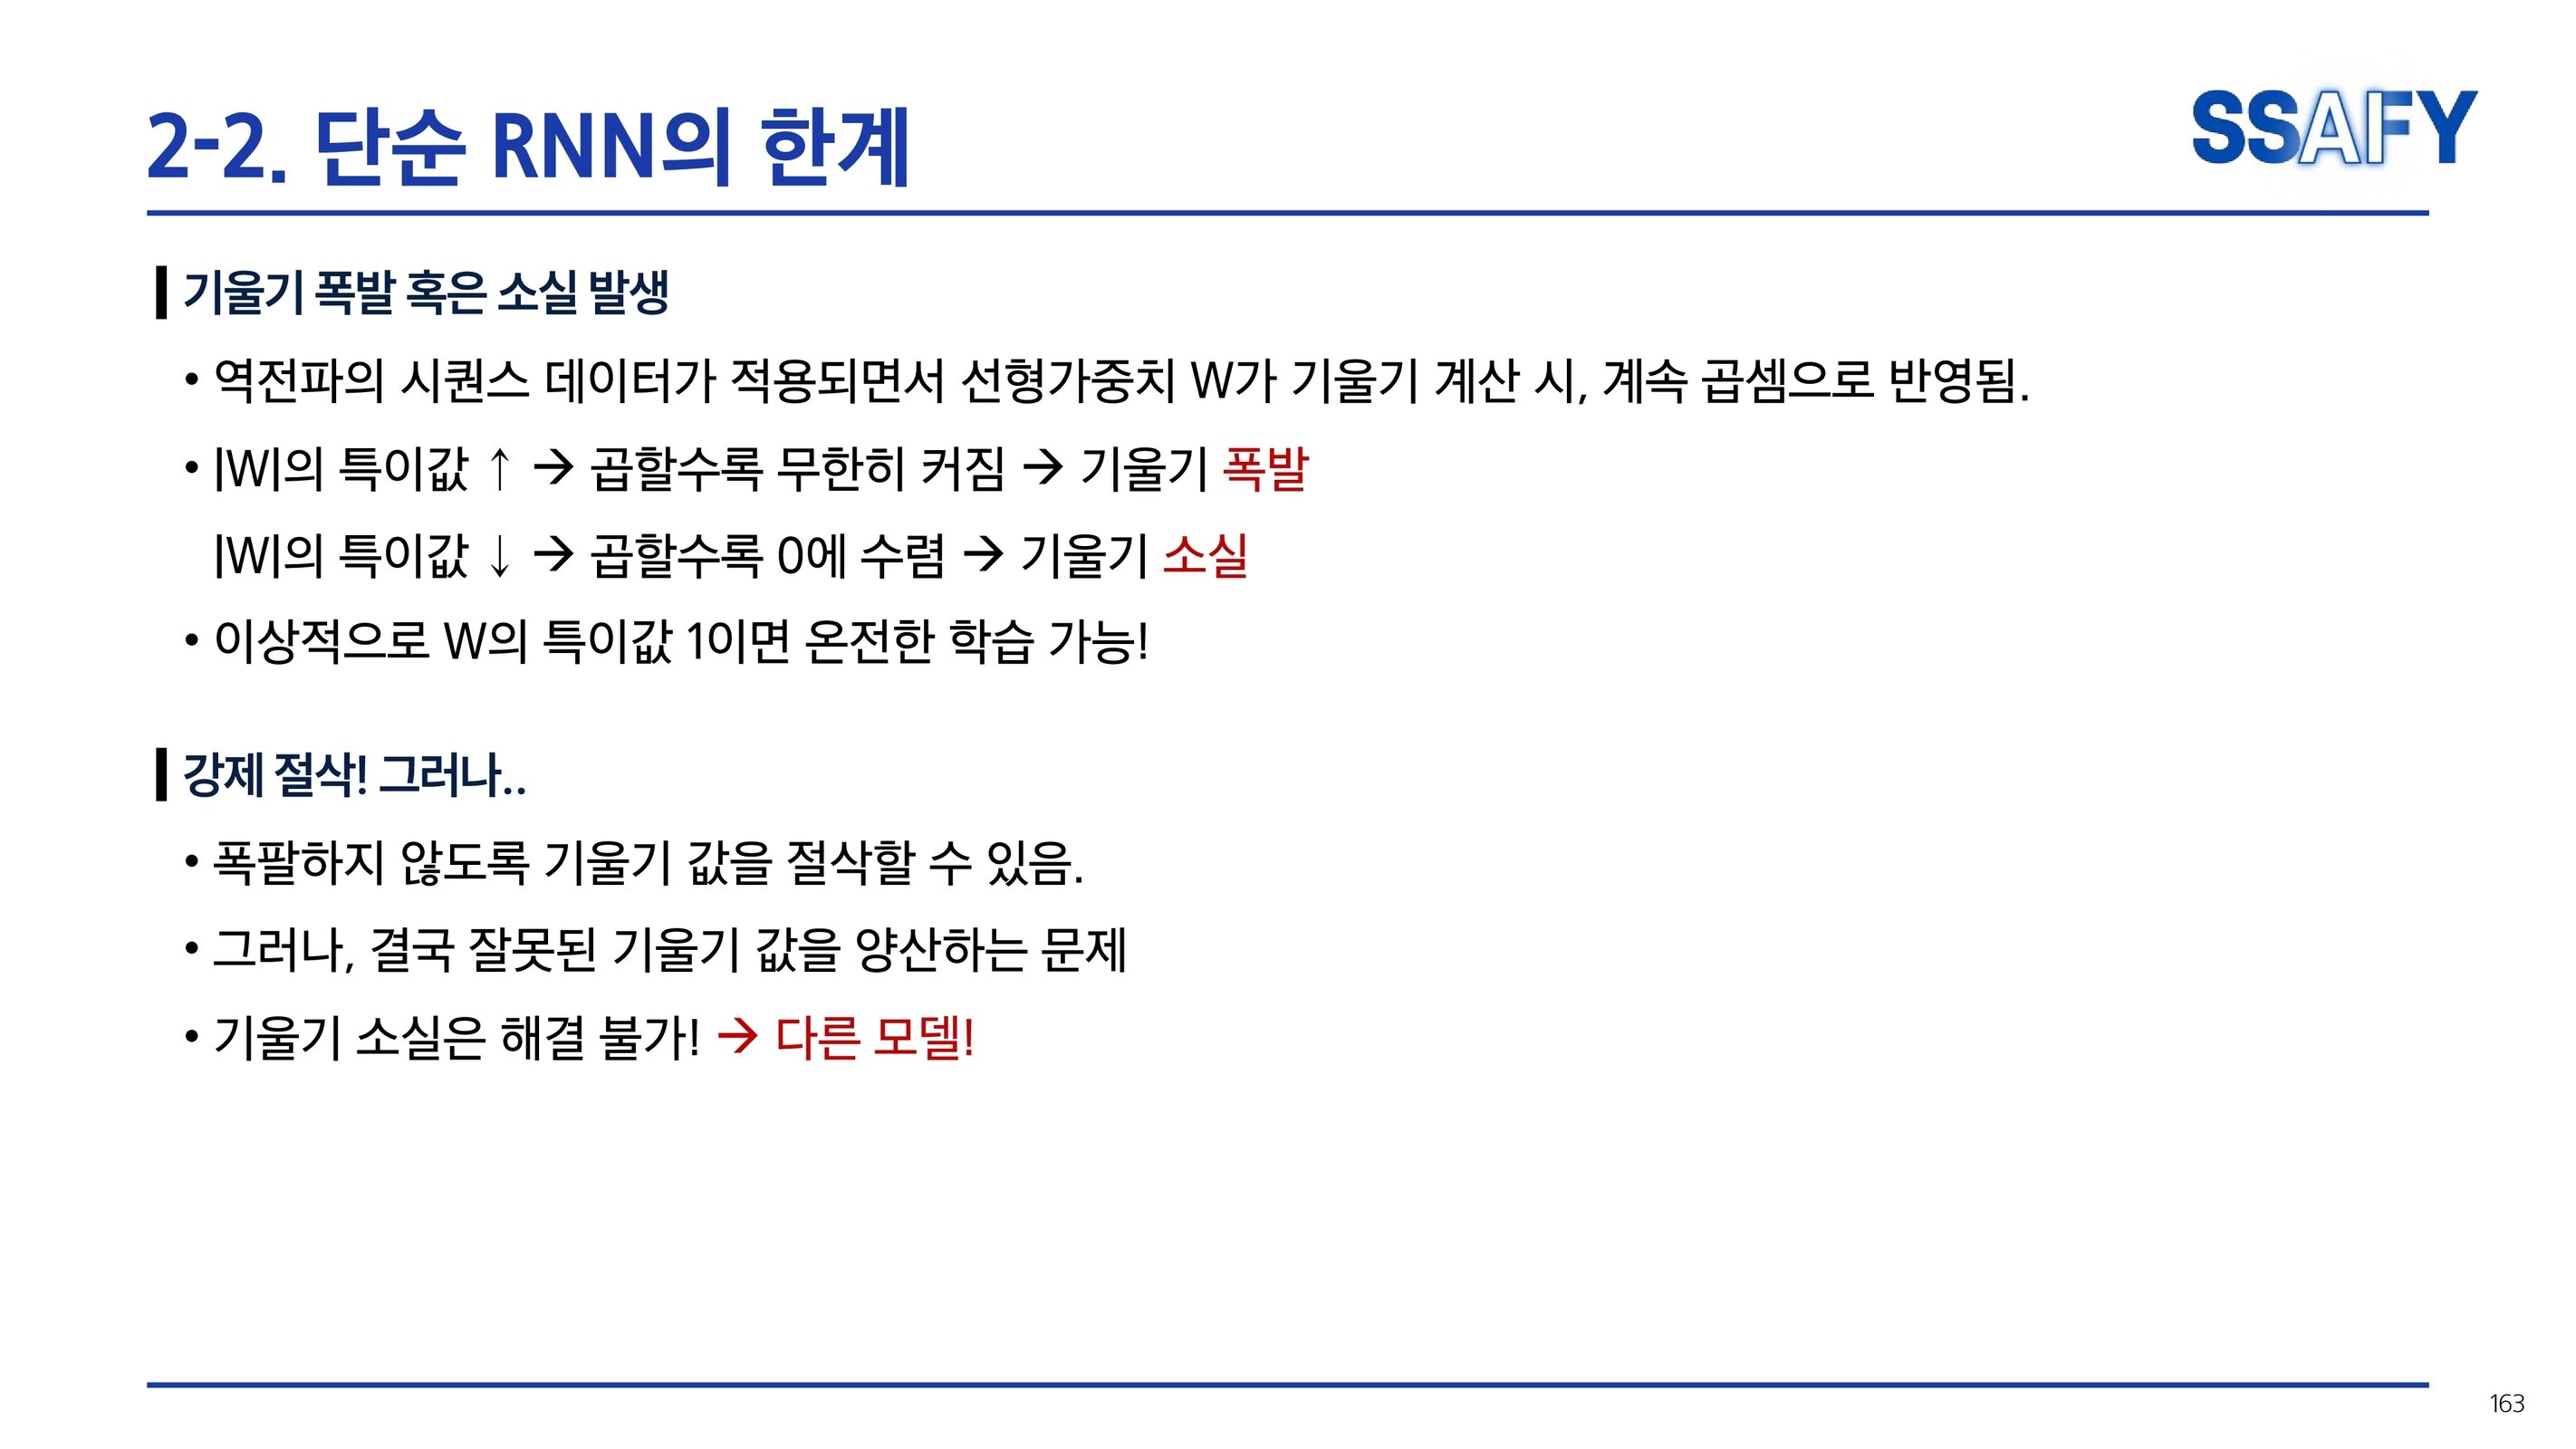 2-2. 단순 RNN의 한계
SSAFY
기울기 폭발 혹은 소실 발생
• 역전파의 시퀀스 데이터가 적용되면서 선형가중치 W가 기울기 계산 시, 계속 곱셈으로 반영됨.
• |W|의 특이값 ↑ → 곱할수록 무한히 커짐 → 기울기 폭발
|W|의 특이값 ↓ → 곱할수록 0에 수렴 → 기울기 소실
• 이상적으로 W의 특이값 1이면 온전한 학습 가능!
강제 절삭! 그러나..
• 폭팔하지 않도록 기울기 값을 절삭할 수 있음.
• 그러나, 결국 잘못된 기울기 값을 양산하는 문제
• 기울기 소실은 해결 불가! → 다른 모델!
163